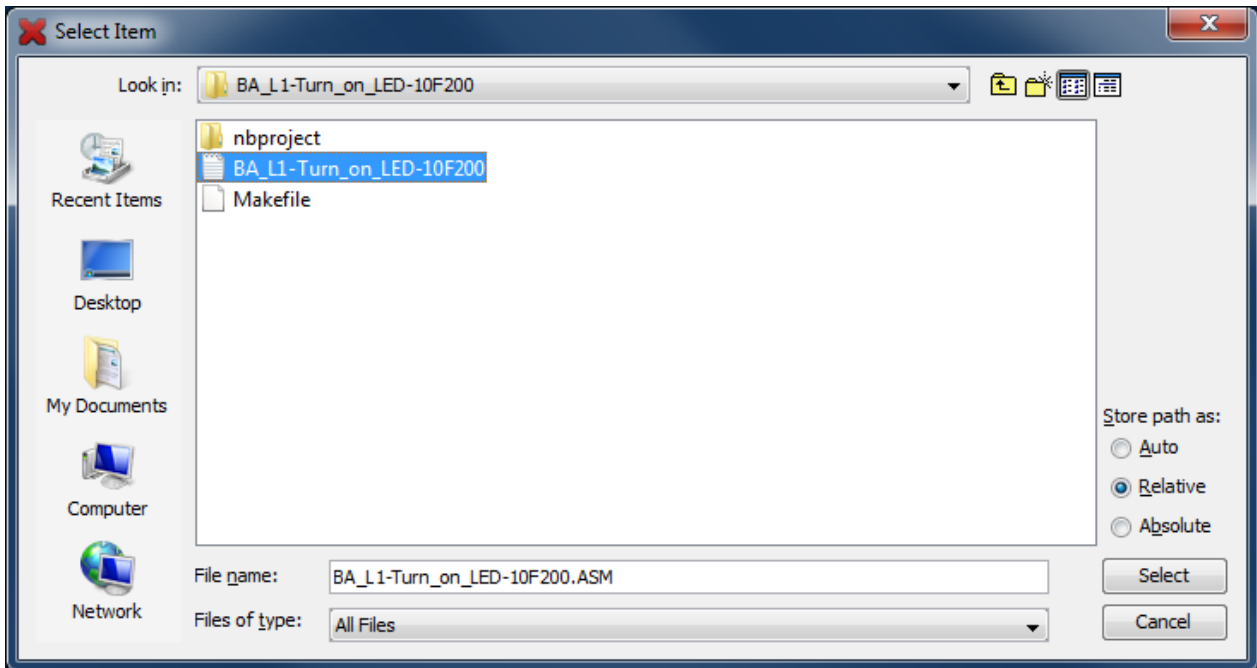 Select Item
Look in: BA_L1-Turn_on_LED-10F200
nbproject
BA_L1-Turn_on_LED-10F200
Makefile
Recent Items
Desktop
My Documents
Computer
Network
Store path as:
Auto
Relative
Absolute
File name: BA_L1-Turn_on_LED-10F200.ASM
Select
Files of type: All Files
Cancel